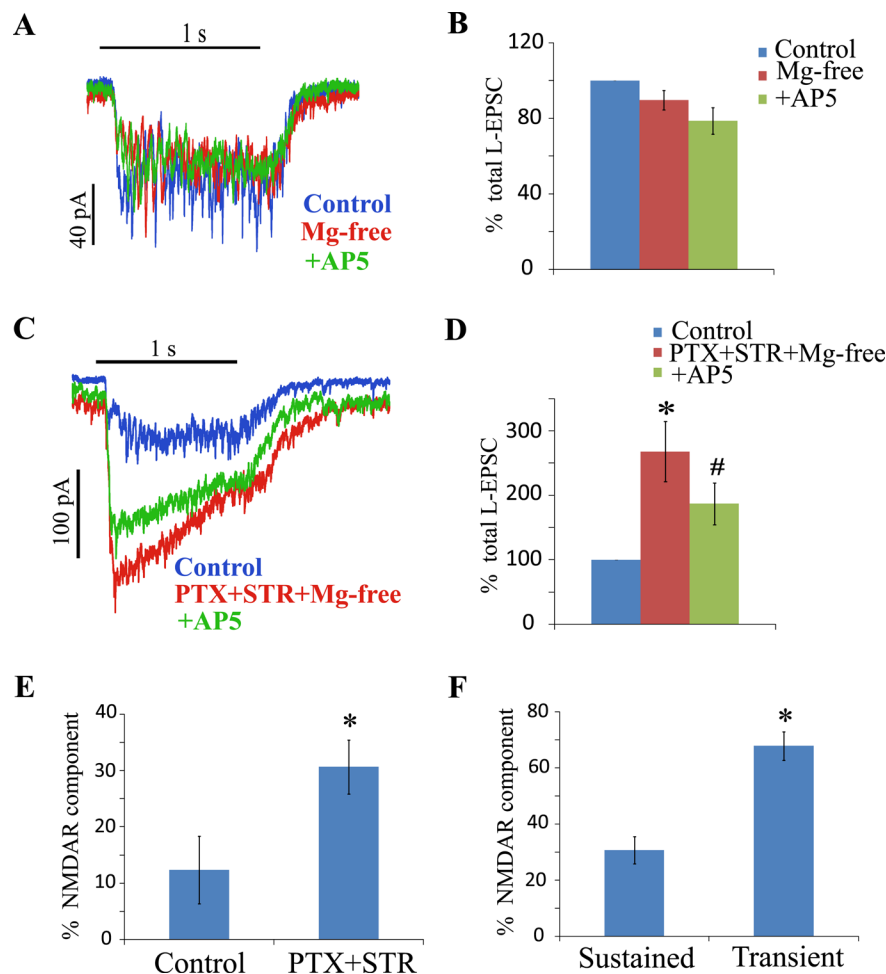 A
1 s
40 pA
Control
Mg-free
+AP5
B
% total L-EPSC
120
80
40
0
Control
Mg-free
+AP5
C
1 s
100 pA
Control
PTX+STR+Mg-free
+AP5
D
Control
PTX+STR+Mg-free
+AP5
% total L-EPSC
300
200
100
0
*
#
E
% NMDAR component
40
30
20
10
0
*
Control
PTX+STR
F
% NMDAR component
80
60
40
20
0
*
Sustained
Transient